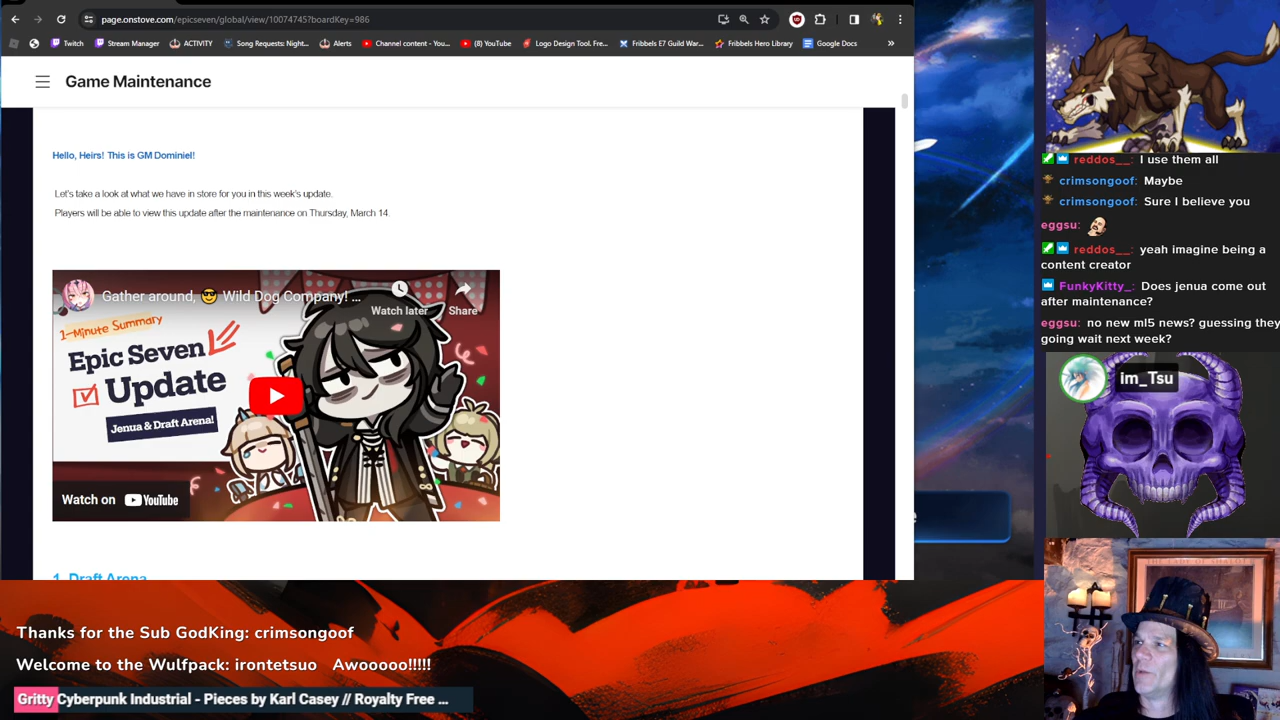 page.onstove.com/epicseven/global/view/10074745?boardKey=986
Twitch
Stream Manager
ACTIVITY
Song Requests: Night...
Alerts
Channel content - You...
(8) YouTube
Logo Design Tool. Fre...
Fribbels E7 Guild War...
Fribbels Hero Library
Google Docs
»
Game Maintenance
Hello, Heirs! This is GM Dominiel!
Let's take a look at what we have in store for you in this week's update.
Players will be able to view this update after the maintenance on Thursday, March 14.
Gather around, 😎 Wild Dog Company! ...
Watch later
Share
1-Minute Summary
Epic Seven
Update
Jenua & Draft Arena!
Watch on YouTube
1. Draft Arena
reddos__: I use them all
crimsongoof: Maybe
crimsongoof: Sure I believe you
eggsu:
reddos__: yeah imagine being a
content creator
FunkyKitty_: Does jenua come out
after maintenance?
eggsu: no new ml5 news? guessing they
going wait next week?
im_Tsu
Thanks for the Sub GodKing: crimsongoof
Welcome to the Wulfpack: irontetsuo Awooooo!!!!!
Gritty Cyberpunk Industrial - Pieces by Karl Casey // Royalty Free ...